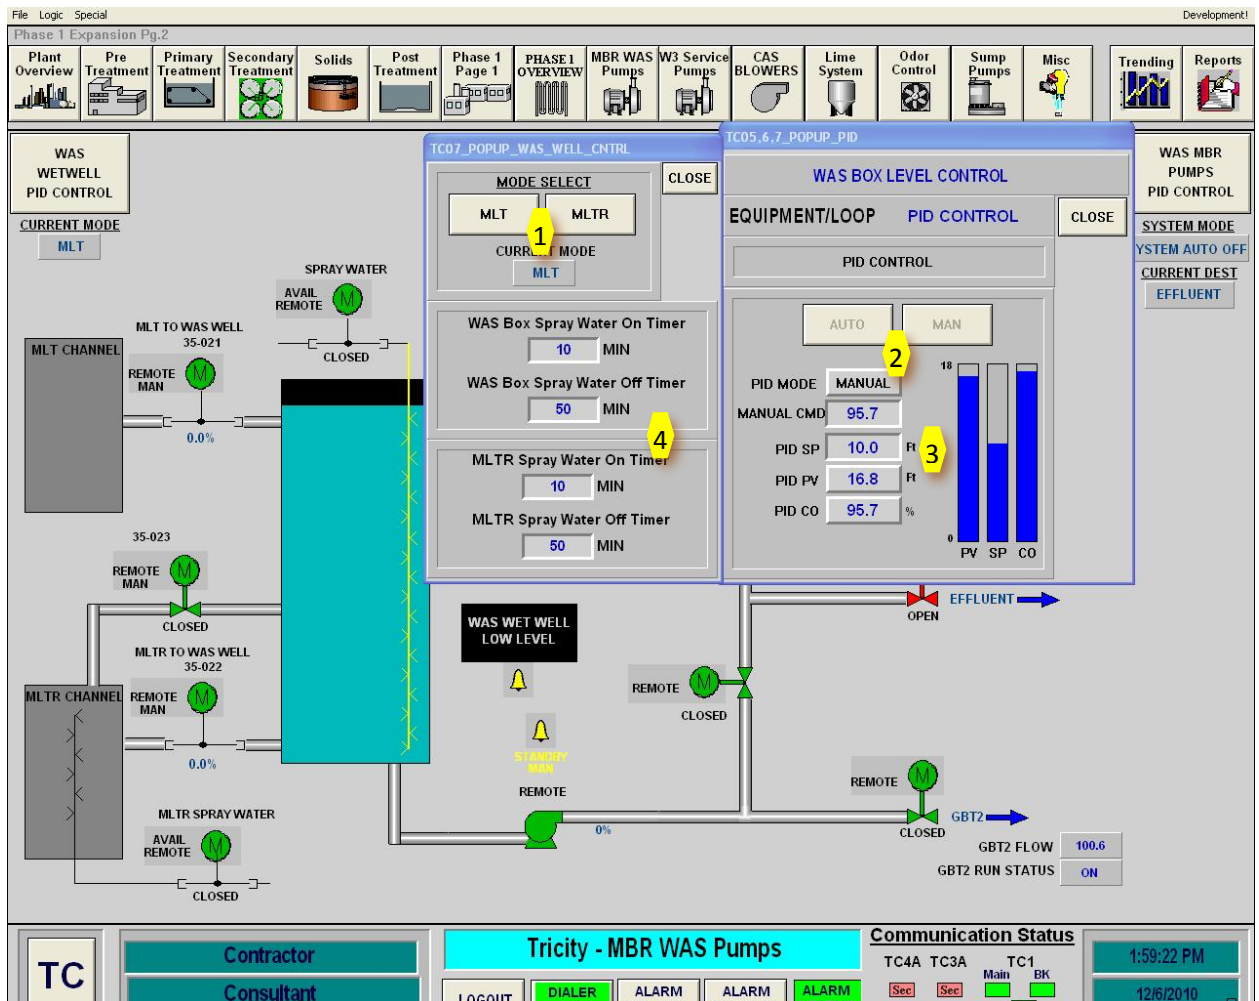 File Logic Special Development!
Phase 1 Expansion Pg.2
Plant Overview
Pre Treatment
Primary Treatment
Secondary Treatment
Solids
Post Treatment
Phase 1 Page 1
PHASE 1 OVERVIEW
MBR WAS Pumps
W3 Service Pumps
CAS BLOWERS
Lime System
Odor Control
Sump Pumps
Misc
Trending
Reports
WAS
WETWELL
PID CONTROL
CURRENT MODE
MLT
TC07_POPUP_WAS_WELL_CNTRL
MODE SELECT
CLOSE
MLT MLTR
1
CURRENT MODE
MLT
WAS Box Spray Water On Timer
10 MIN
WAS Box Spray Water Off Timer
50 MIN
4
MLTR Spray Water On Timer
10 MIN
MLTR Spray Water Off Timer
50 MIN
TC05,6,7_POPUP_PID
WAS BOX LEVEL CONTROL
EQUIPMENT/LOOP PID CONTROL
CLOSE
PID CONTROL
AUTO MAN
2
PID MODE MANUAL
MANUAL CMD 95.7
PID SP 10.0 Ft
3
PID PV 16.8 Ft
PID CO 95.7 %
18
0
PV SP CO
WAS MBR
PUMPS
PID CONTROL
SYSTEM MODE
YSTEM AUTO OFF
CURRENT DEST
EFFLUENT
SPRAY WATER
AVAIL
REMOTE
M
CLOSED
MLT TO WAS WELL
35-021
MLT CHANNEL
REMOTE
MAN
M
0.0%
35-023
REMOTE
MAN
M
CLOSED
MLTR TO WAS WELL
35-022
MLTR CHANNEL
REMOTE
MAN
M
0.0%
MLTR SPRAY WATER
AVAIL
REMOTE
M
CLOSED
WAS WET WELL
LOW LEVEL
STANDBY
MAN
REMOTE
0%
EFFLUENT
OPEN
REMOTE
M
CLOSED
REMOTE
M
CLOSED
GBT2
GBT2 FLOW 100.6
GBT2 RUN STATUS ON
TC
Contractor
Consultant
Tricity - MBR WAS Pumps
LOGOUT
DIALER
ALARM
ALARM
ALARM
Communication Status
TC4A TC3A TC1
Main BK
Sec Sec
1:59:22 PM
12/6/2010